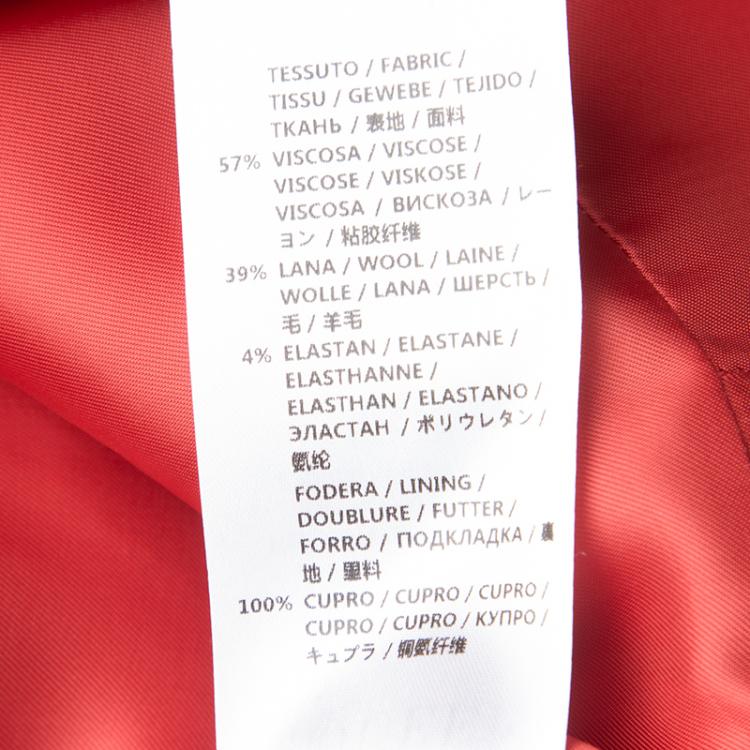 TESSUTO / FABRIC /
TISSU / GEWEBE / TEJIDO /
ТКАНЬ / 表地 / 面料
57% VISCOSA / VISCOSE /
VISCOSE / VISKOSE /
VISCOSA / ВИСКОЗА / レー
ヨン / 粘胶纤维
39% LANA / WOOL / LAINE /
WOLLE / LANA / ШЕРСТЬ /
毛 / 羊毛
4% ELASTAN / ELASTANE /
ELASTHANNE /
ELASTHAN / ELASTANO /
ЭЛАСТАН / ポリウレタン /
氨纶
FODERA / LINING /
DOUBLURE / FUTTER /
FORRO / ПОДКЛАДКА / 裏
地 / 里料
100% CUPRO / CUPRO / CUPRO /
CUPRO / CUPRO / КУПРО /
キュプラ / 铜氨纤维